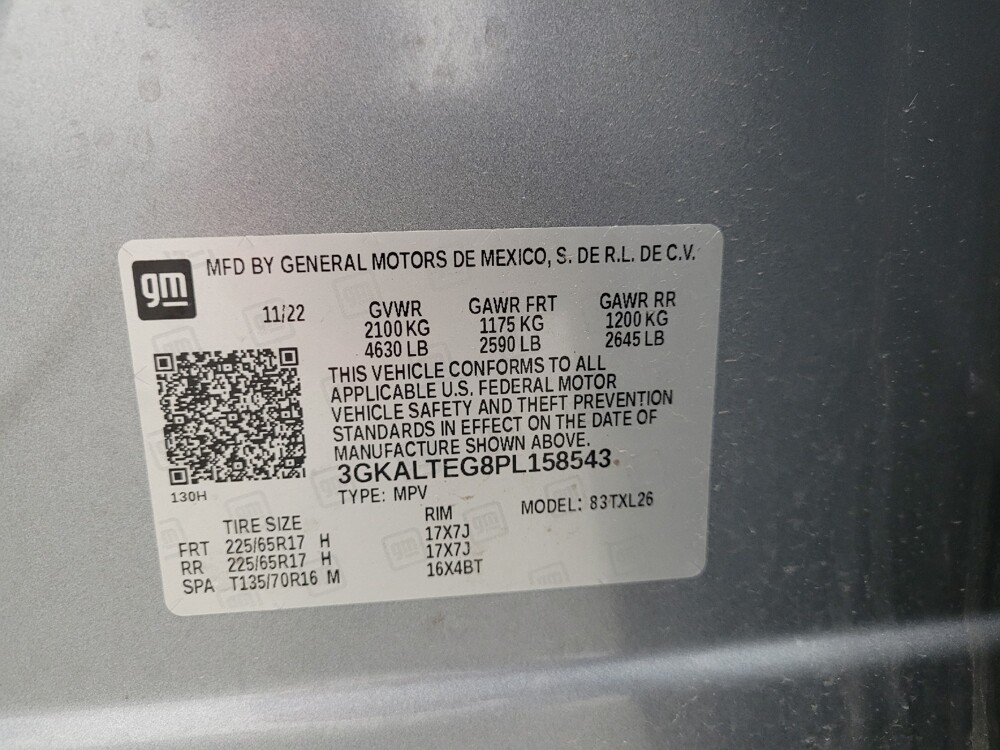 gm
MFD BY GENERAL MOTORS DE MEXICO, S. DE R.L. DE C.V.
11/22 GVWR GAWR FRT GAWR RR
2100 KG 1175 KG 1200 KG
4630 LB 2590 LB 2645 LB
THIS VEHICLE CONFORMS TO ALL
APPLICABLE U.S. FEDERAL MOTOR
VEHICLE SAFETY AND THEFT PREVENTION
STANDARDS IN EFFECT ON THE DATE OF
MANUFACTURE SHOWN ABOVE.
3GKALTEG8PL158543
130H
TYPE: MPV MODEL: 83TXL26
TIRE SIZE RIM
FRT 225/65R17 H 17X7J
RR 225/65R17 H 17X7J
SPA T135/70R16 M 16X4BT